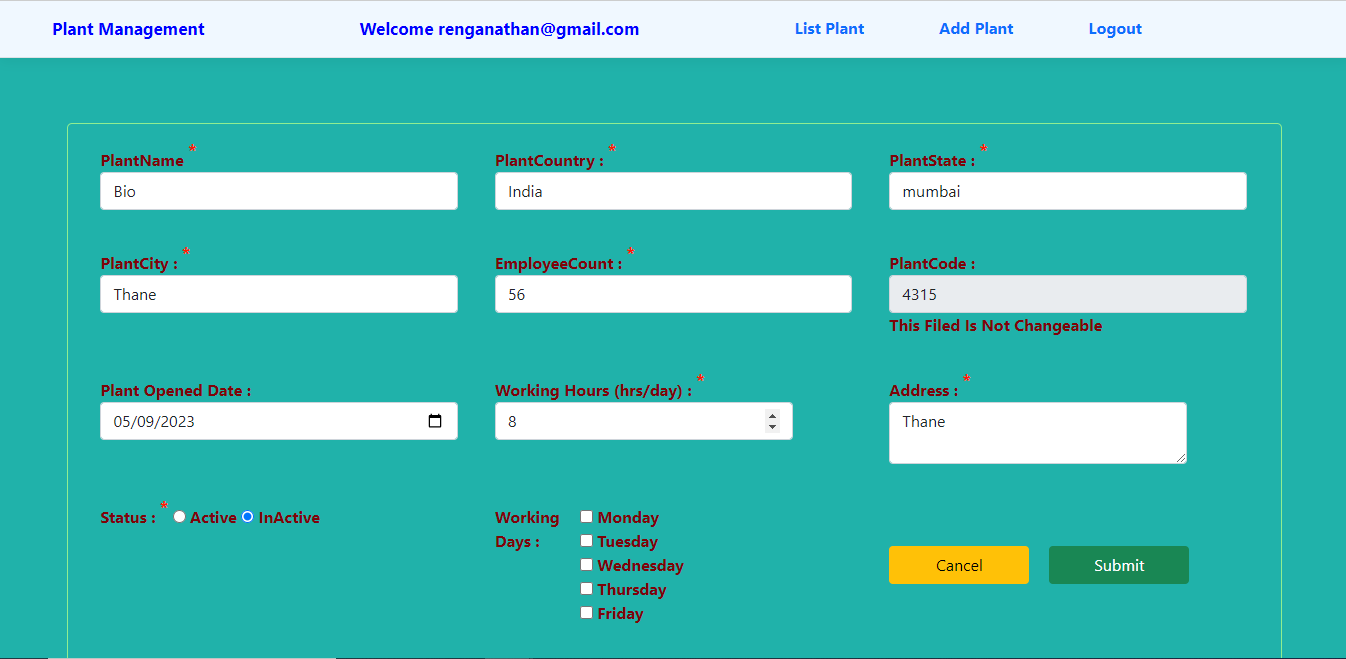 Plant Management Welcome renganathan@gmail.com List Plant Add Plant Logout
PlantName * PlantCountry : * PlantState : *
Bio India mumbai
PlantCity : * EmployeeCount : * PlantCode :
Thane 56 4315
This Filed Is Not Changeable
Plant Opened Date : Working Hours (hrs/day) : * Address : *
05/09/2023 8 Thane
Status : * Active InActive Working Days : Monday
Tuesday
Wednesday
Thursday
Friday
Cancel Submit